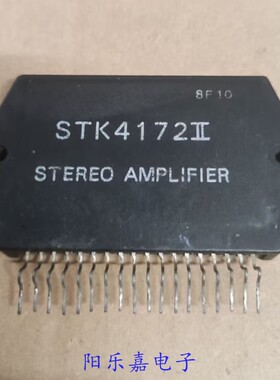 8F10
STK4172II
STEREO AMPLIFIER
阳乐嘉电子